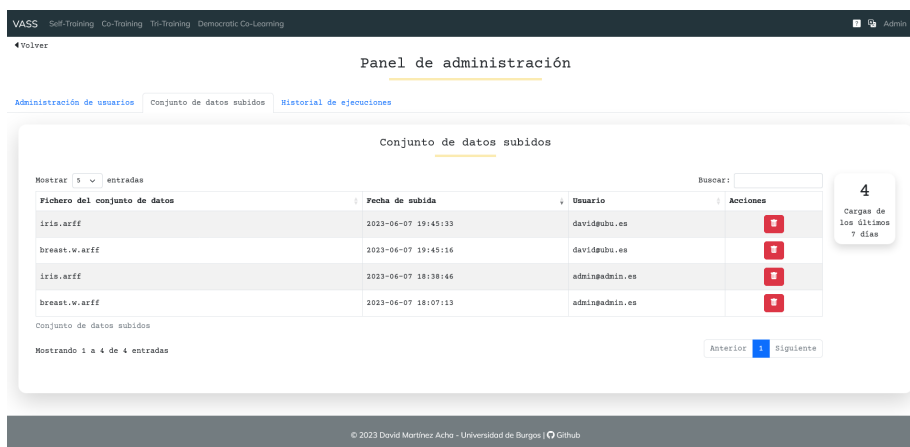 VASS Self-Training Co-Training Tri-Training Democratic Co-Learning Admin
Volver
Panel de administración
Administración de usuarios Conjunto de datos subidos Historial de ejecuciones
Conjunto de datos subidos
Mostrar 5 entradas Buscar:
Fichero del conjunto de datos Fecha de subida Usuario Acciones
iris.arff 2023-06-07 19:45:33 david@ubu.es
breast.w.arff 2023-06-07 19:45:16 david@ubu.es
iris.arff 2023-06-07 18:38:46 admin@admin.es
breast.w.arff 2023-06-07 18:07:13 admin@admin.es
4
Cargas de
los últimos
7 días
Conjunto de datos subidos
Mostrando 1 a 4 de 4 entradas
Anterior 1 Siguiente
© 2023 David Martínez Acha - Universidad de Burgos | Github